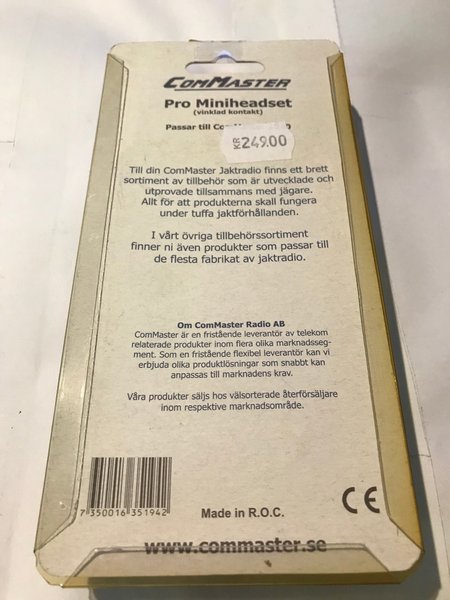 COMMASTER
Pro Miniheadset
(vinklad kontakt)
Passar till
KR 249.00
Till din ComMaster Jaktradio finns ett brett
sortiment av tillbehör som är utvecklade och
utprovade tillsammans med jägare.
Allt för att produkterna skall fungera
under tuffa jaktförhållanden.
I vårt övriga tillbehörssortiment
finner ni även produkter som passar till
de flesta fabrikat av jaktradio.
Om ComMaster Radio AB
ComMaster är en fristående leverantör av telekom
relaterade produkter inom flera olika marknadsseg-
ment. Som en fristående flexibel leverantör kan vi
erbjuda olika produktlösningar som snabbt kan
anpassas till marknadens krav.
Våra produkter säljs hos välsorterade återförsäljare
inom respektive marknadsområde.
7 350016 351942
Made in R.O.C.
CE
www.commaster.se